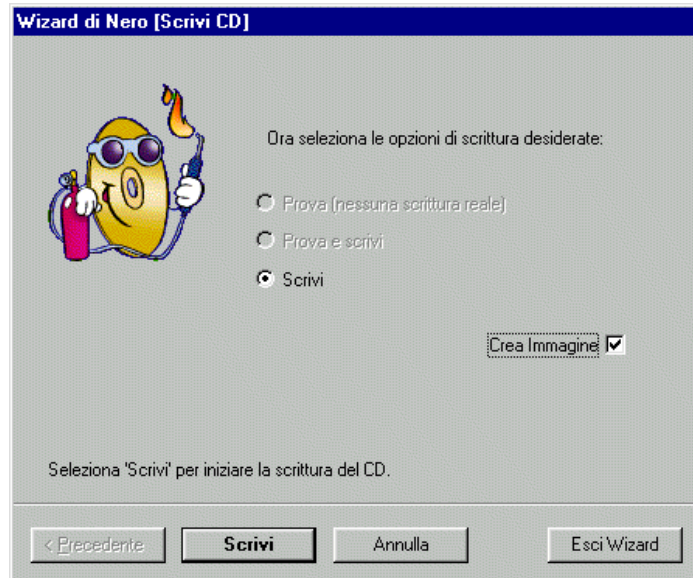 Wizard di Nero [Scrivi CD]
Ora seleziona le opzioni di scrittura desiderate:
Prova (nessuna scrittura reale)
Prova e scrivi
Scrivi
Crea Immagine
Seleziona 'Scrivi' per iniziare la scrittura del CD.
< Precedente Scrivi Annulla Esci Wizard